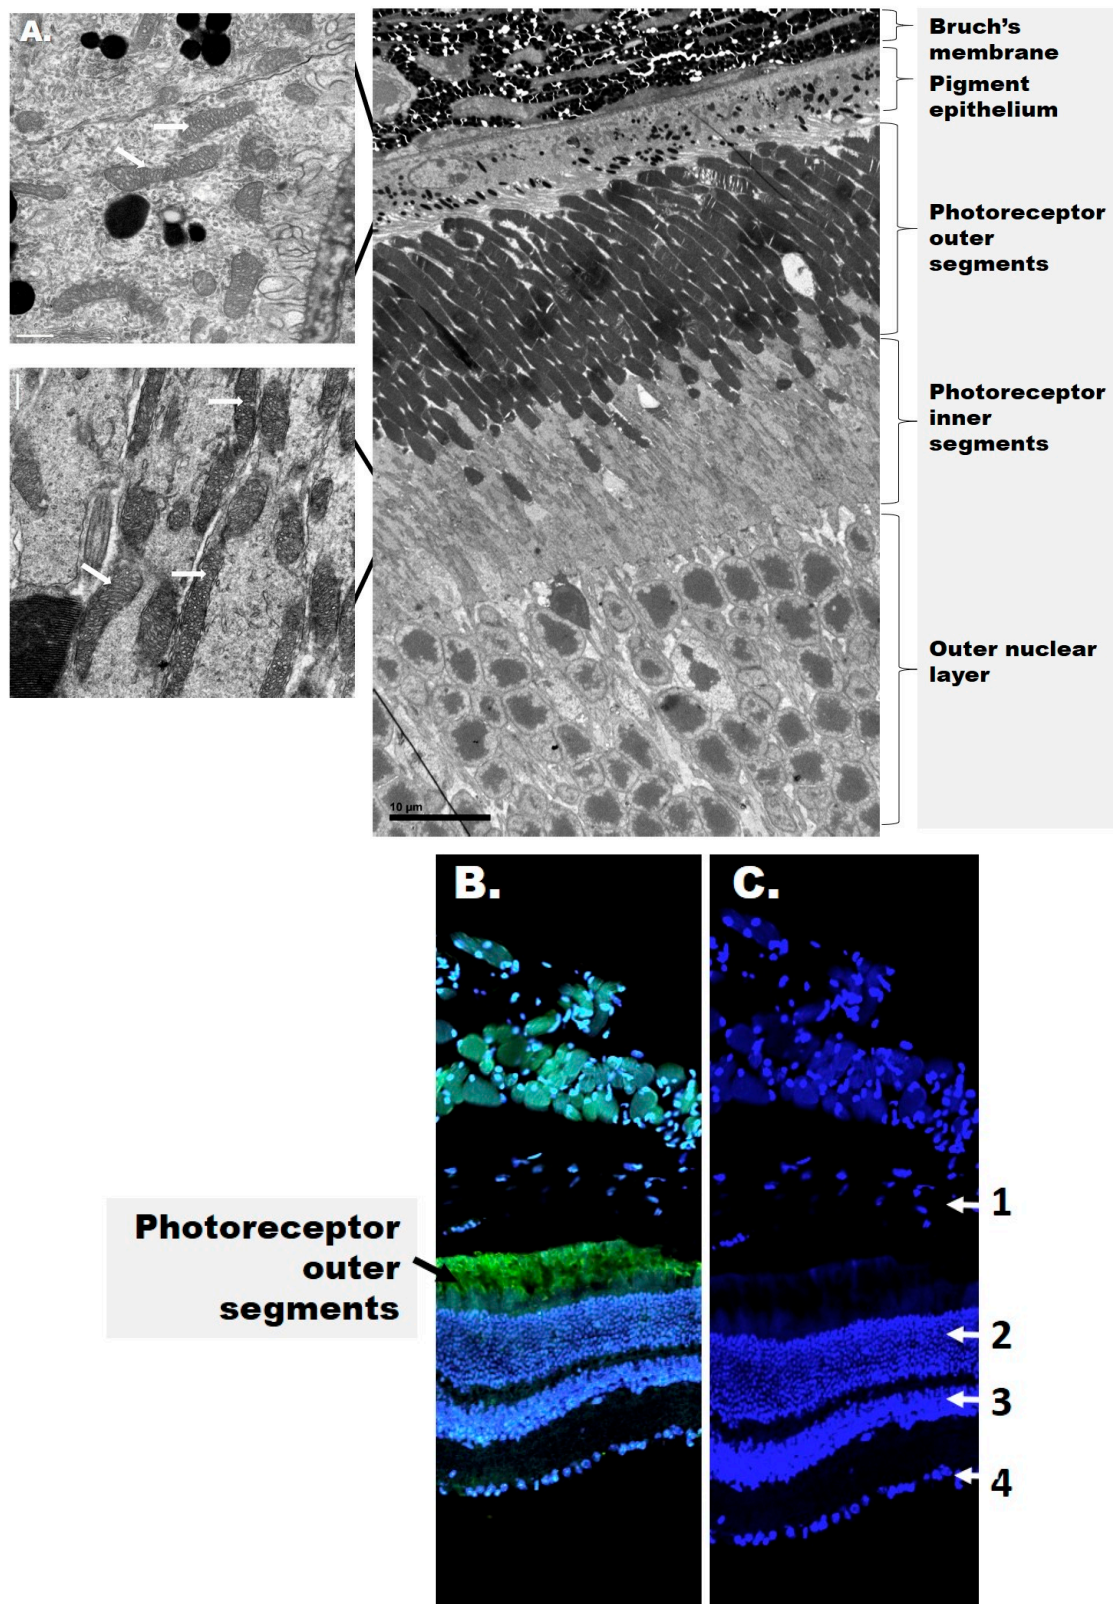 A.
Bruch's
membrane
Pigment
epithelium
Photoreceptor
outer
segments
Photoreceptor
inner
segments
Outer nuclear
layer
10 µm
B.
C.
Photoreceptor
outer
segments
1
2
3
4